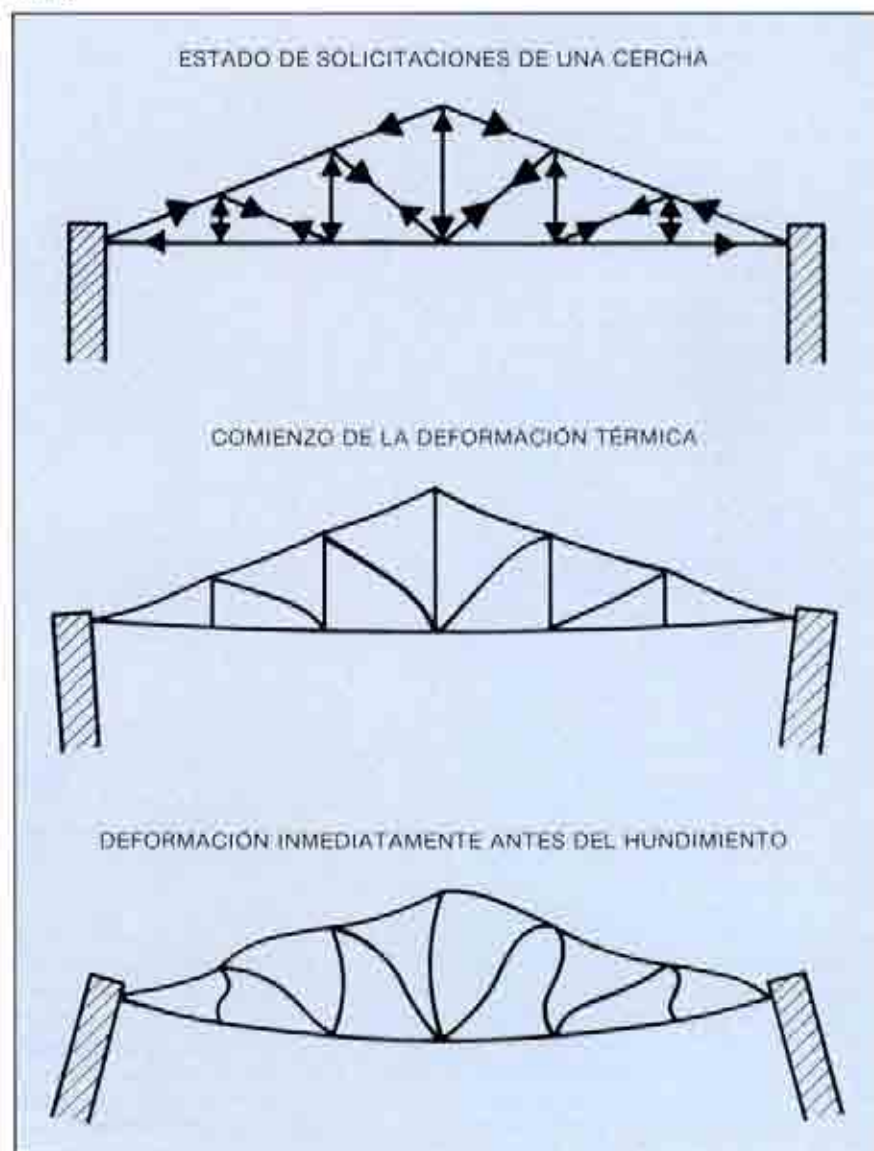 ESTADO DE SOLICITACIONES DE UNA CERCHA
COMIENZO DE LA DEFORMACIÓN TÉRMICA
DEFORMACIÓN INMEDIATAMENTE ANTES DEL HUNDIMIENTO